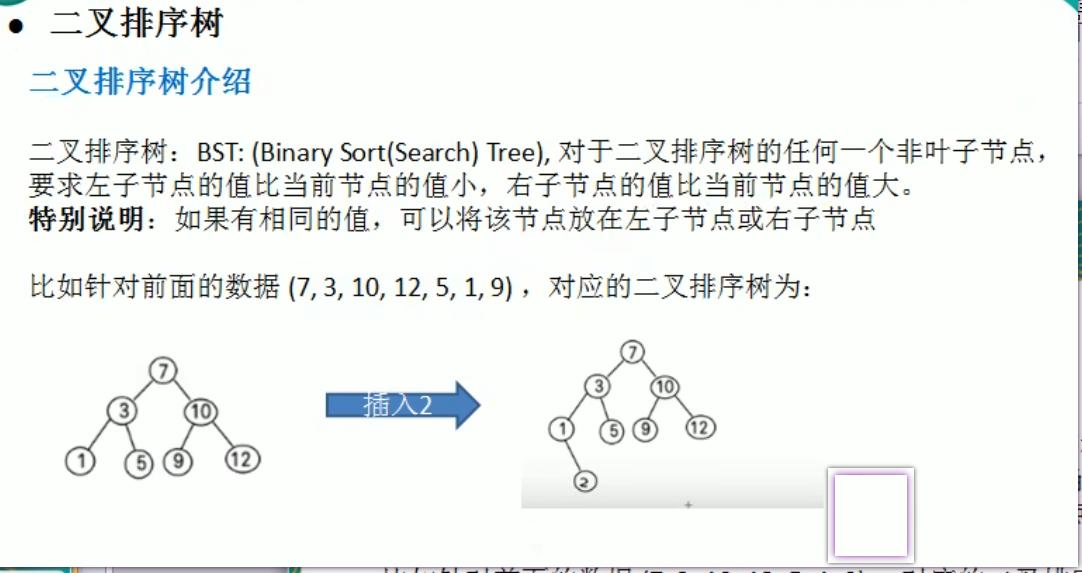 ● 二叉排序树
二叉排序树介绍
二叉排序树：BST: (Binary Sort(Search) Tree), 对于二叉排序树的任何一个非叶子节点，
要求左子节点的值比当前节点的值小，右子节点的值比当前节点的值大。
特别说明：如果有相同的值，可以将该节点放在左子节点或右子节点
比如针对前面的数据 (7, 3, 10, 12, 5, 1, 9) ，对应的二叉排序树为：
7
3 10
1 5 9 12
插入2
7
3 10
1 5 9 12
2